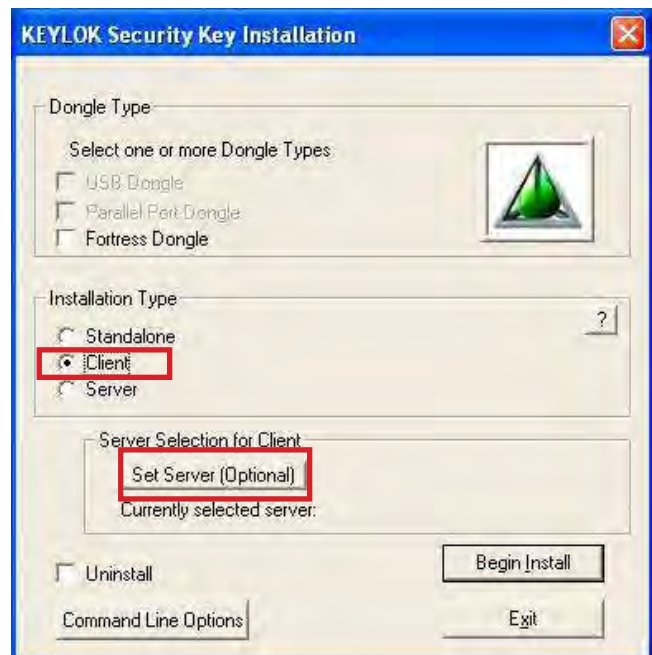 KEYLOK Security Key Installation
Dongle Type
Select one or more Dongle Types
USB Dongle
Parallel Port Dongle
Fortress Dongle
Installation Type
?
Standalone
Client
Server
Server Selection for Client
Set Server (Optional)
Currently selected server:
Uninstall
Begin Install
Command Line Options
Exit